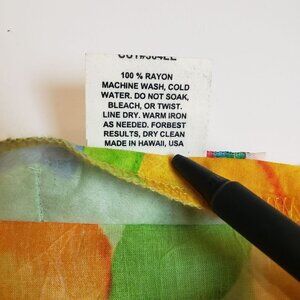 100 % RAYON
MACHINE WASH, COLD
WATER. DO NOT SOAK,
BLEACH, OR TWIST.
LINE DRY. WARM IRON
AS NEEDED. FORBEST
RESULTS, DRY CLEAN
MADE IN HAWAII, USA